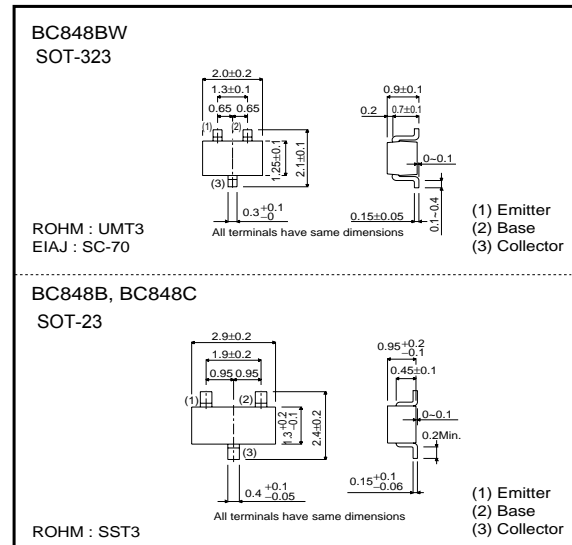 BC848BW
SOT-323
2.0±0.2
1.3±0.1
0.65 0.65
(1) (2)
(3)
1.25±0.1
2.1±0.1
0.3 +0.1 −0
All terminals have same dimensions
0.9±0.1
0.2 0.7±0.1
0~0.1
0.1~0.4
0.15±0.05
ROHM : UMT3
EIAJ : SC-70
(1) Emitter
(2) Base
(3) Collector
BC848B, BC848C
SOT-23
2.9±0.2
1.9±0.2
0.95 0.95
(1) (2)
(3)
1.3 +0.2 −0.1
2.4±0.2
0.4 +0.1 −0.05
All terminals have same dimensions
0.95 +0.2 −0.1
0.45±0.1
0~0.1
0.2Min.
0.15 +0.1 −0.06
ROHM : SST3
(1) Emitter
(2) Base
(3) Collector